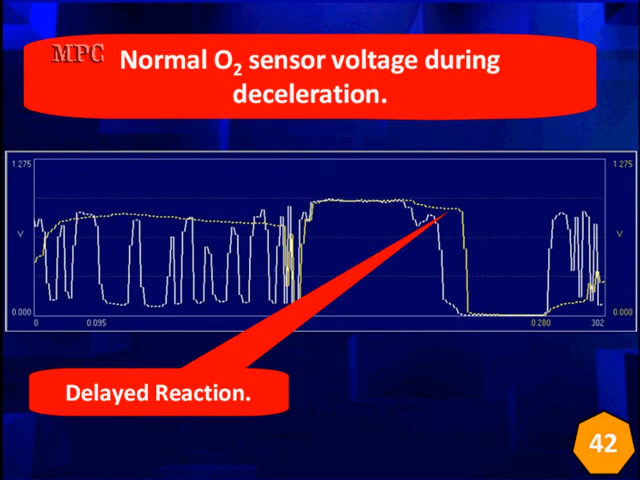 MPC
Normal O2 sensor voltage during
deceleration.
1.275
1.275
V
V
0.000
0.000
0
0.095
0.280
302
Delayed Reaction.
42